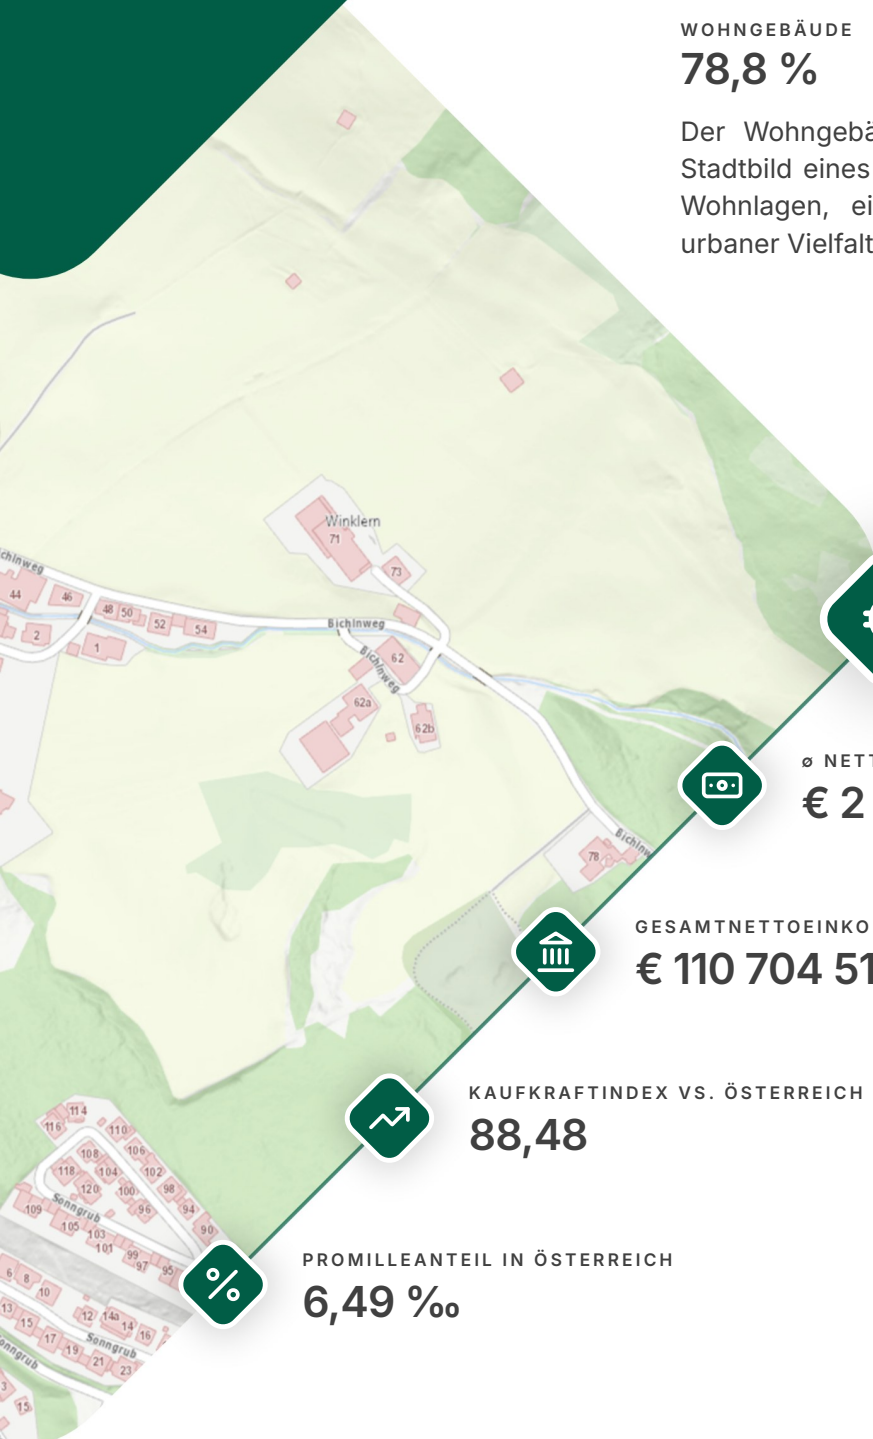 WOHNGEBÄUDE
78,8 %
Der Wohngebä
Stadtbild eines
Wohnlagen, ei
urbaner Vielfalt
Winklern
71
73
chlnweg
44
46
48
50
52
54
2
1
Bichlnweg
Bichlnweg
62
62a
62b
ø NETT
€ 2
Bichlnw
78
GESAMTNETTOEINKO
€ 110 704 51
KAUFKRAFTINDEX VS. ÖSTERREICH
88,48
114
116
110
108
106
118
104
102
120
100
98
96
94
109
Sonngrub
105
103
101
90
99
97
95
PROMILLEANTEIL IN ÖSTERREICH
6,49 ‰
6
8
10
13
15
12
14a
14
16
17
19
Sonngrub
21
23
onngrub
3
15